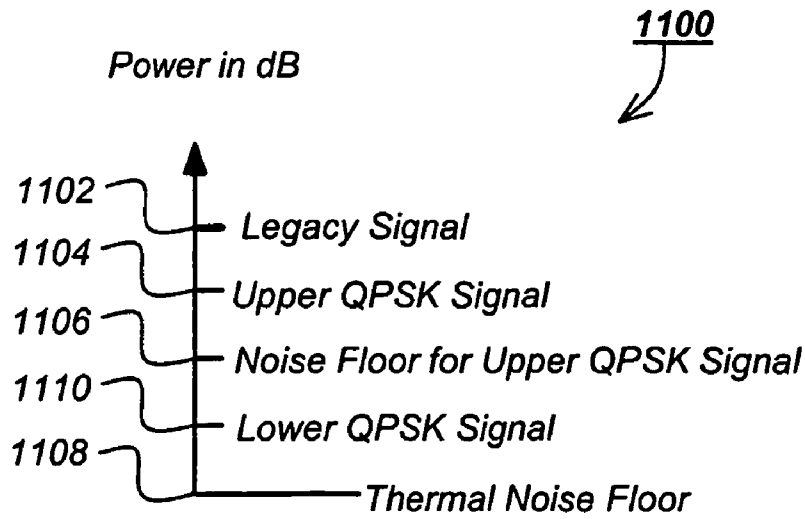 1100
Power in dB
1102
Legacy Signal
1104
Upper QPSK Signal
1106
Noise Floor for Upper QPSK Signal
1110
Lower QPSK Signal
1108
Thermal Noise Floor